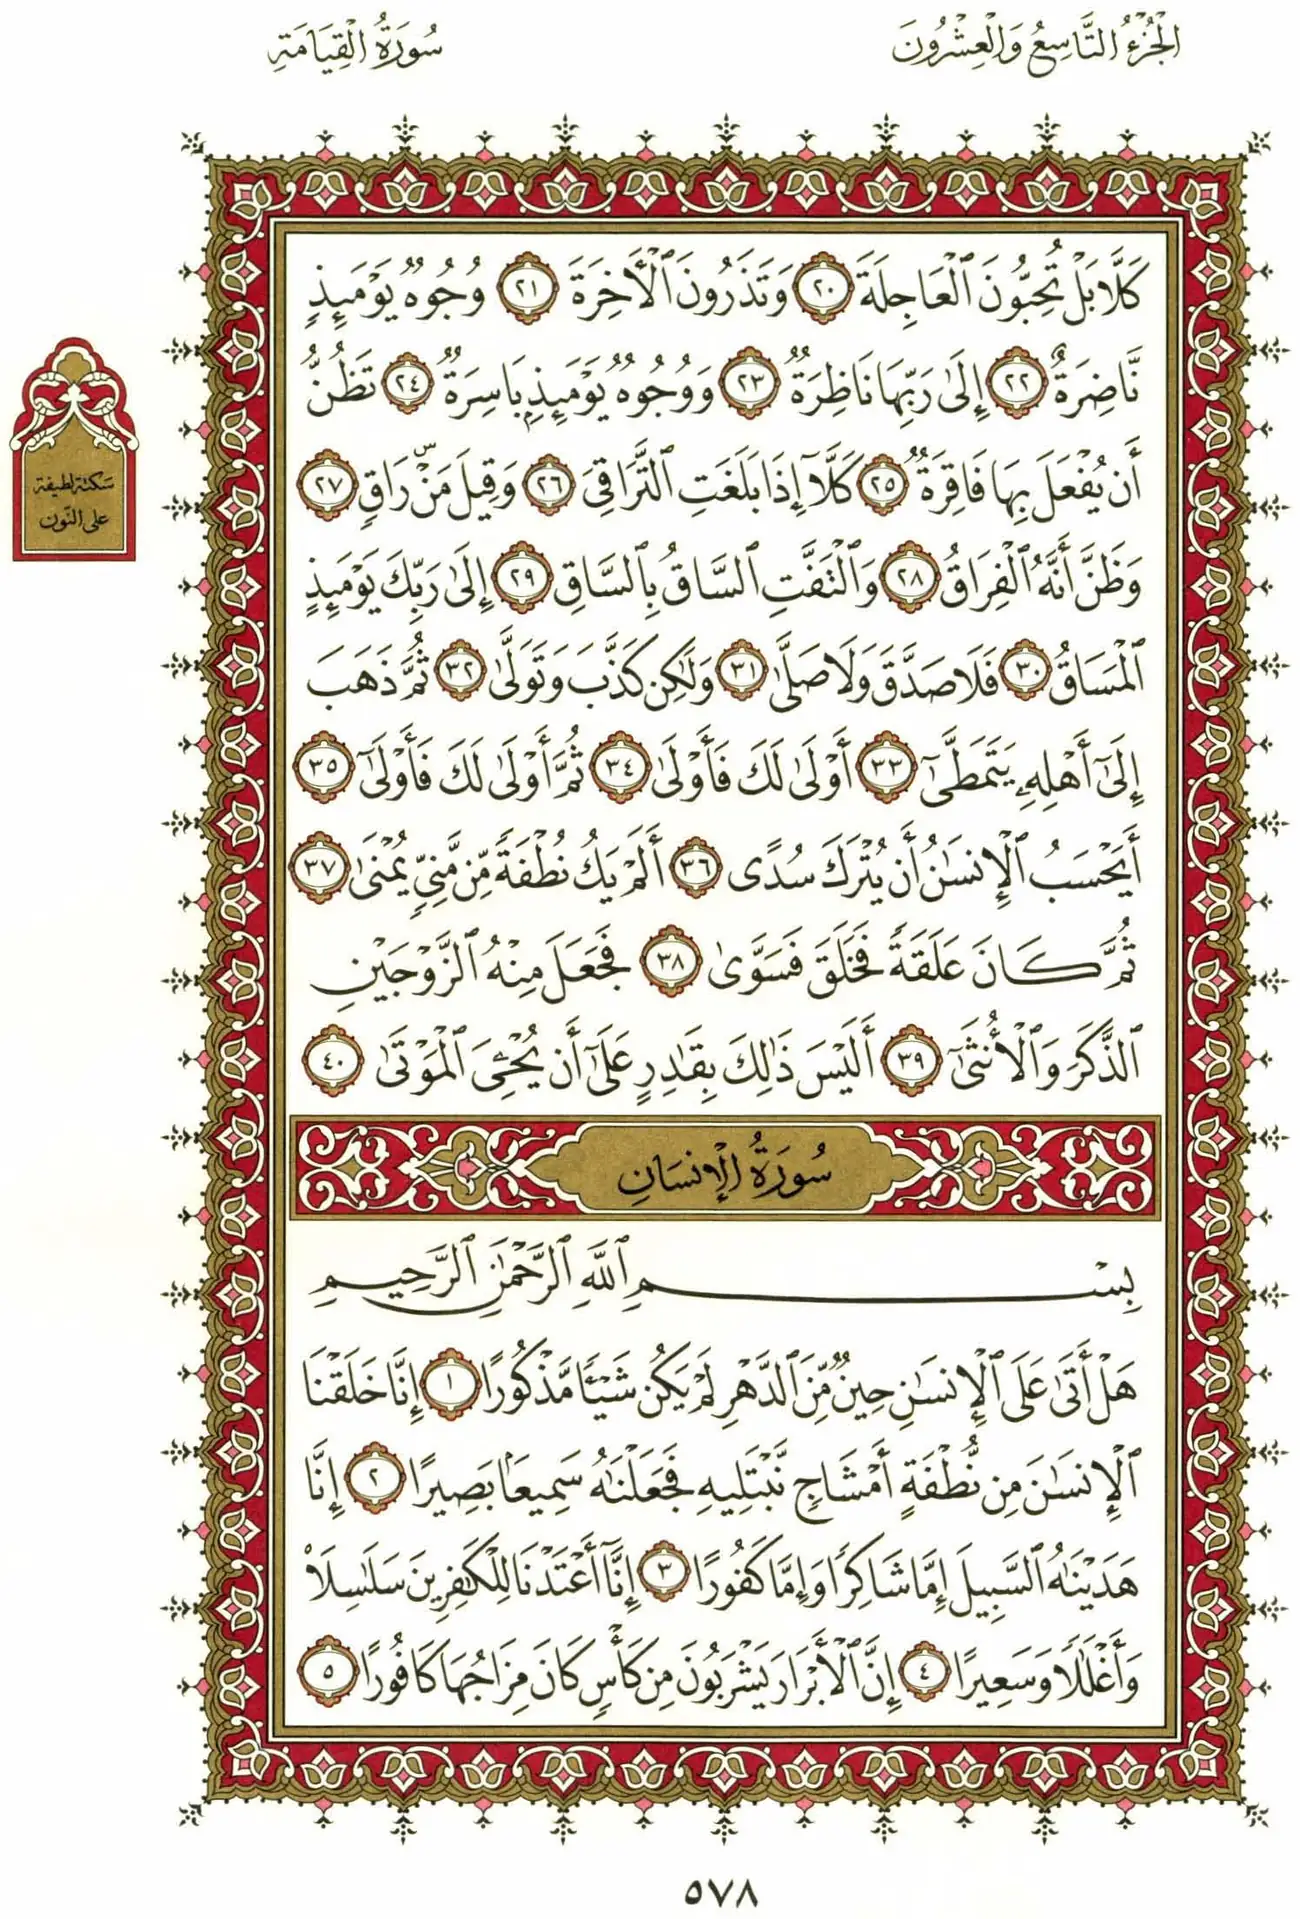 الجزء التاسع والعشرون
سورة القيامة
كَلَّا بَلْ تُحِبُّونَ ٱلْعَاجِلَةَ ٢٠ وَتَذَرُونَ ٱلْأَخِرَةَ ٢١ وُجُوهٌ يَوْمَئِذٍ
نَّاضِرَةٌ ٢٢ إِلَىٰ رَبِّهَا نَاظِرَةٌ ٢٣ وَوُجُوهٌ يَوْمَئِذٍۭ بَاسِرَةٌ ٢٤ تَظُنُّ
أَن يُفْعَلَ بِهَا فَاقِرَةٌ ٢٥ كَلَّآ إِذَا بَلَغَتِ ٱلتَّرَاقِىَ ٢٦ وَقِيلَ مَنْۜ رَاقٍ ٢٧
سكتة لطيفة
على النّون
وَظَنَّ أَنَّهُ ٱلْفِرَاقُ ٢٨ وَٱلْتَفَّتِ ٱلسَّاقُ بِٱلسَّاقِ ٢٩ إِلَىٰ رَبِّكَ يَوْمَئِذٍ
ٱلْمَسَاقُ ٣٠ فَلَا صَدَّقَ وَلَا صَلَّىٰ ٣١ وَلَٰكِن كَذَّبَ وَتَوَلَّىٰ ٣٢ ثُمَّ ذَهَبَ
إِلَىٰٓ أَهْلِهِۦ يَتَمَطَّىٰٓ ٣٣ أَوْلَىٰ لَكَ فَأَوْلَىٰ ٣٤ ثُمَّ أَوْلَىٰ لَكَ فَأَوْلَىٰٓ ٣٥
أَيَحْسَبُ ٱلْإِنسَٰنُ أَن يُتْرَكَ سُدًى ٣٦ أَلَمْ يَكُ نُطْفَةً مِّن مَّنِىٍّ يُمْنَىٰ ٣٧
ثُمَّ كَانَ عَلَقَةً فَخَلَقَ فَسَوَّىٰ ٣٨ فَجَعَلَ مِنْهُ ٱلزَّوْجَيْنِ
ٱلذَّكَرَ وَٱلْأُنثَىٰٓ ٣٩ أَلَيْسَ ذَٰلِكَ بِقَٰدِرٍ عَلَىٰٓ أَن يُحْۦِىَ ٱلْمَوْتَىٰ ٤٠
سورة الإنسان
بِسْمِ ٱللَّهِ ٱلرَّحْمَٰنِ ٱلرَّحِيمِ
هَلْ أَتَىٰ عَلَى ٱلْإِنسَٰنِ حِينٌ مِّنَ ٱلدَّهْرِ لَمْ يَكُن شَيْـًٔا مَّذْكُورًا ١ إِنَّا خَلَقْنَا
ٱلْإِنسَٰنَ مِن نُّطْفَةٍ أَمْشَاجٍ نَّبْتَلِيهِ فَجَعَلْنَٰهُ سَمِيعًۢا بَصِيرًا ٢ إِنَّا
هَدَيْنَٰهُ ٱلسَّبِيلَ إِمَّا شَاكِرًا وَإِمَّا كَفُورًا ٣ إِنَّآ أَعْتَدْنَا لِلْكَٰفِرِينَ سَلَٰسِلَا۟
وَأَغْلَٰلًا وَسَعِيرًا ٤ إِنَّ ٱلْأَبْرَارَ يَشْرَبُونَ مِن كَأْسٍ كَانَ مِزَاجُهَا كَافُورًا ٥
٥٧٨